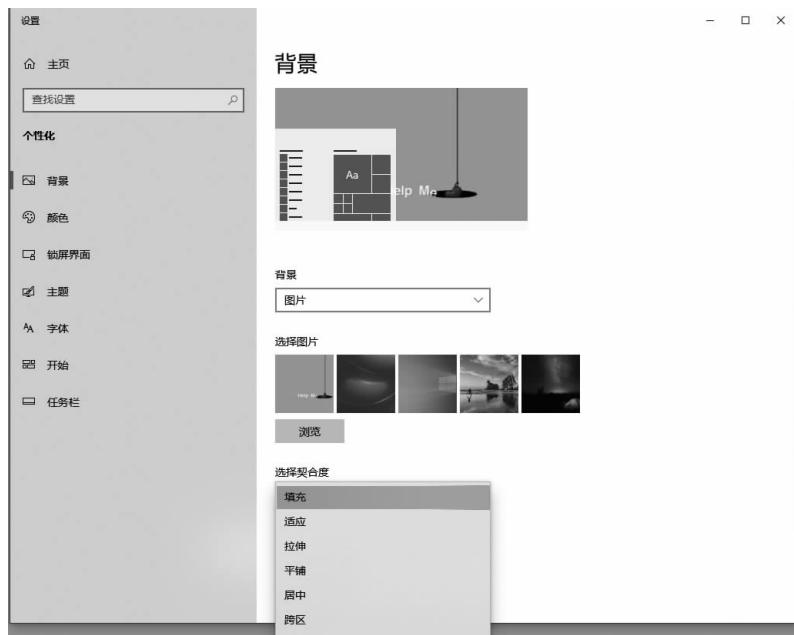 设置
主页
查找设置
个性化
背景
颜色
锁屏界面
主题
字体
开始
任务栏
背景
Aa
elp Me
背景
图片
选择图片
Help Me
浏览
选择契合度
填充
适应
拉伸
平铺
居中
跨区